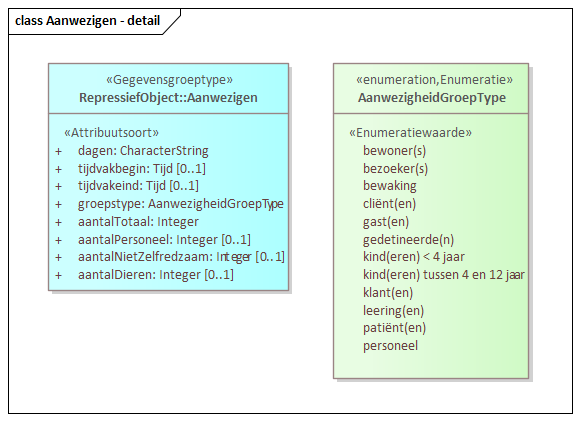 class Aanwezigen - detail
«Gegevensgroeptype»
RepressiefObject::Aanwezigen
«Attribuutsoort»
+ dagen: CharacterString
+ tijdvakbegin: Tijd [0..1]
+ tijdvakeind: Tijd [0..1]
+ groepstype: AanwezigheidGroepType
+ aantalTotaal: Integer
+ aantalPersoneel: Integer [0..1]
+ aantalNietZelfredzaam: Integer [0..1]
+ aantalDieren: Integer [0..1]
«enumeration,Enumeratie»
AanwezigheidGroepType
«Enumeratiewaarde»
bewoner(s)
bezoeker(s)
bewaking
cliënt(en)
gast(en)
gedetineerde(n)
kind(eren) < 4 jaar
kind(eren) tussen 4 en 12 jaar
klant(en)
leering(en)
patiënt(en)
personeel